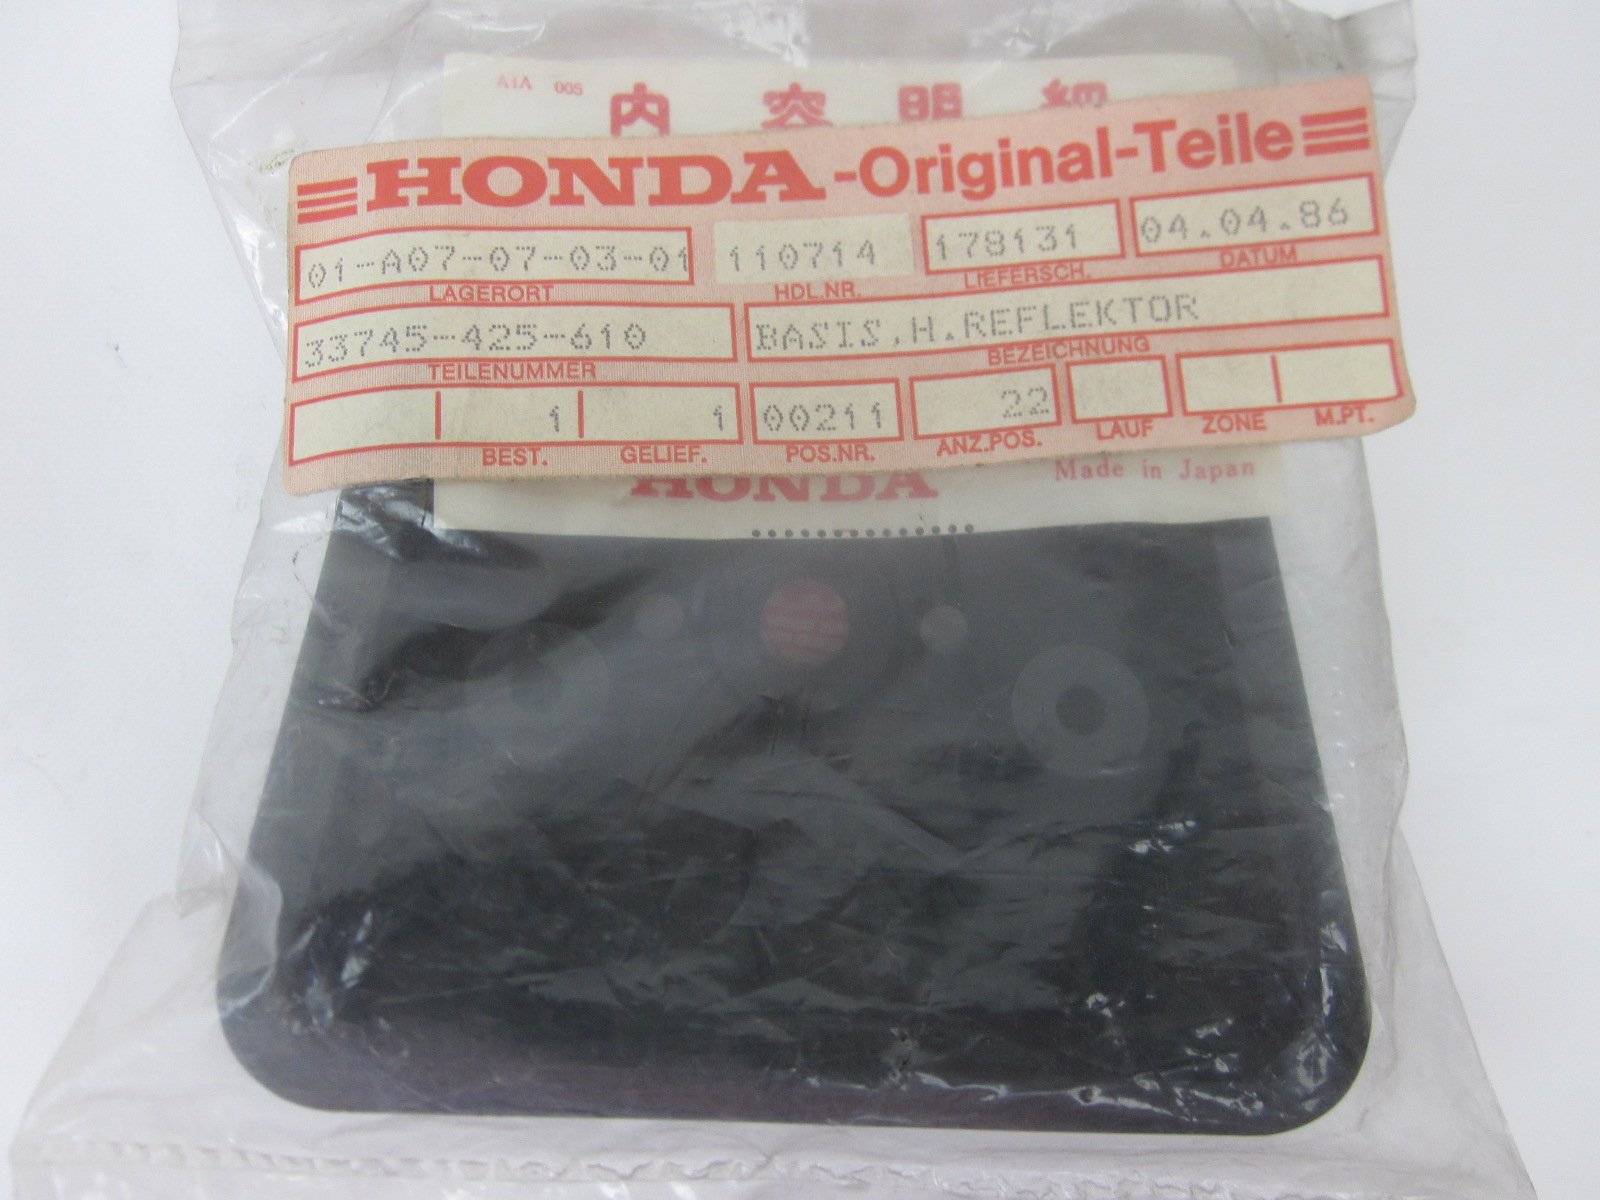 A1A 005
内容明細
HONDA-Original-Teile
01-A07-07-03-01 110714 178131 04.04.86
LAGERORT HDL.NR. LIEFERSCH. DATUM
33745-425-610 BASIS,H.REFLEKTOR
TEILENUMMER BEZEICHNUNG
1 1 00211 22
BEST. GELIEF. POS.NR. ANZ.POS. LAUF ZONE M.PT.
HONDA Made in Japan